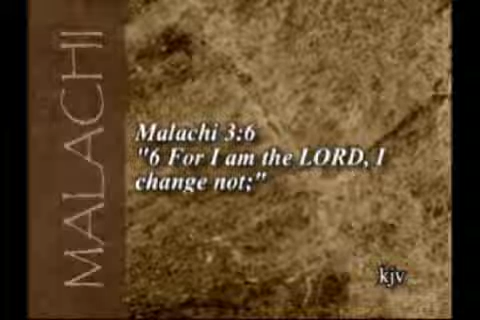 MALACHI
Malachi 3:6
"6 For I am the LORD, I
change not;"
kjv